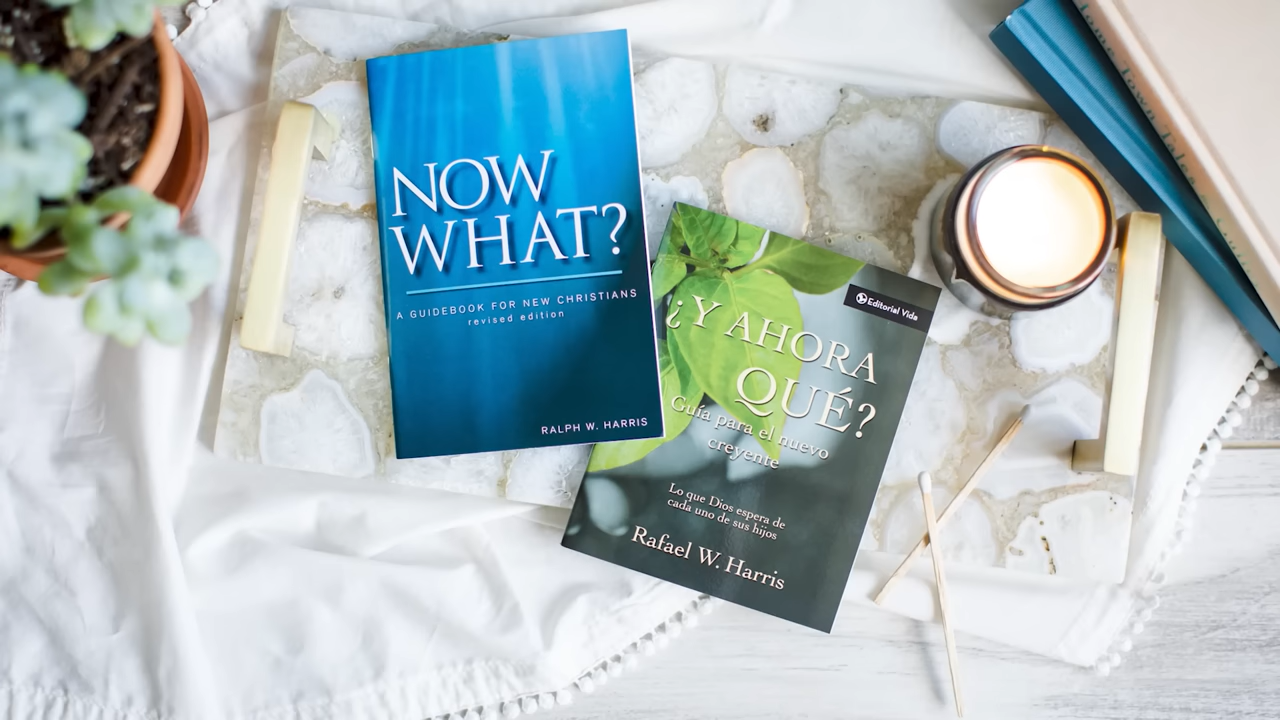 NOW
WHAT?
A GUIDEBOOK FOR NEW CHRISTIANS
revised edition
RALPH W. HARRIS
Editorial Vida
¿Y AHORA
QUÉ?
Guía para el nuevo
creyente
Lo que Dios espera de
cada uno de sus hijos
Rafael W. Harris